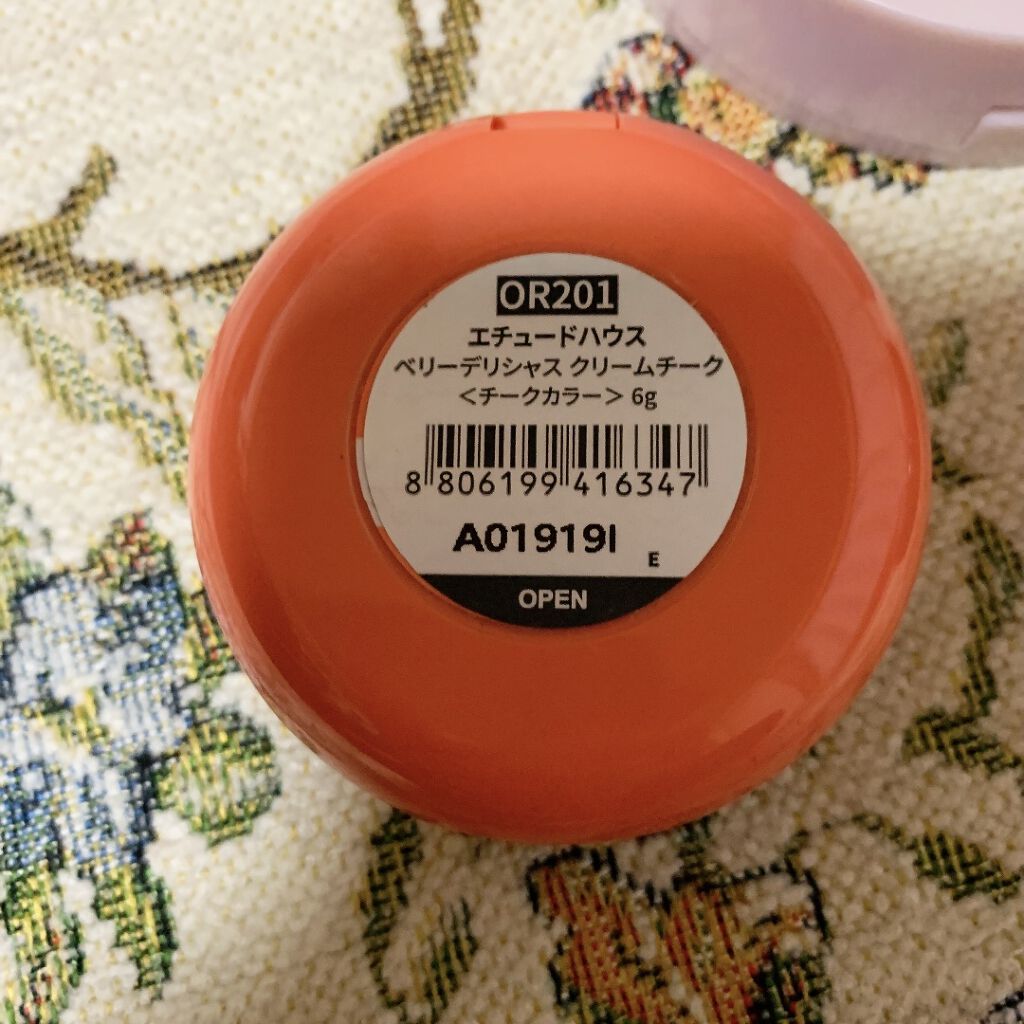 OR201
エチュードハウス
ベリーデリシャス クリームチーク
<チークカラー> 6g
8 806199 416347
A01919I
E
OPEN